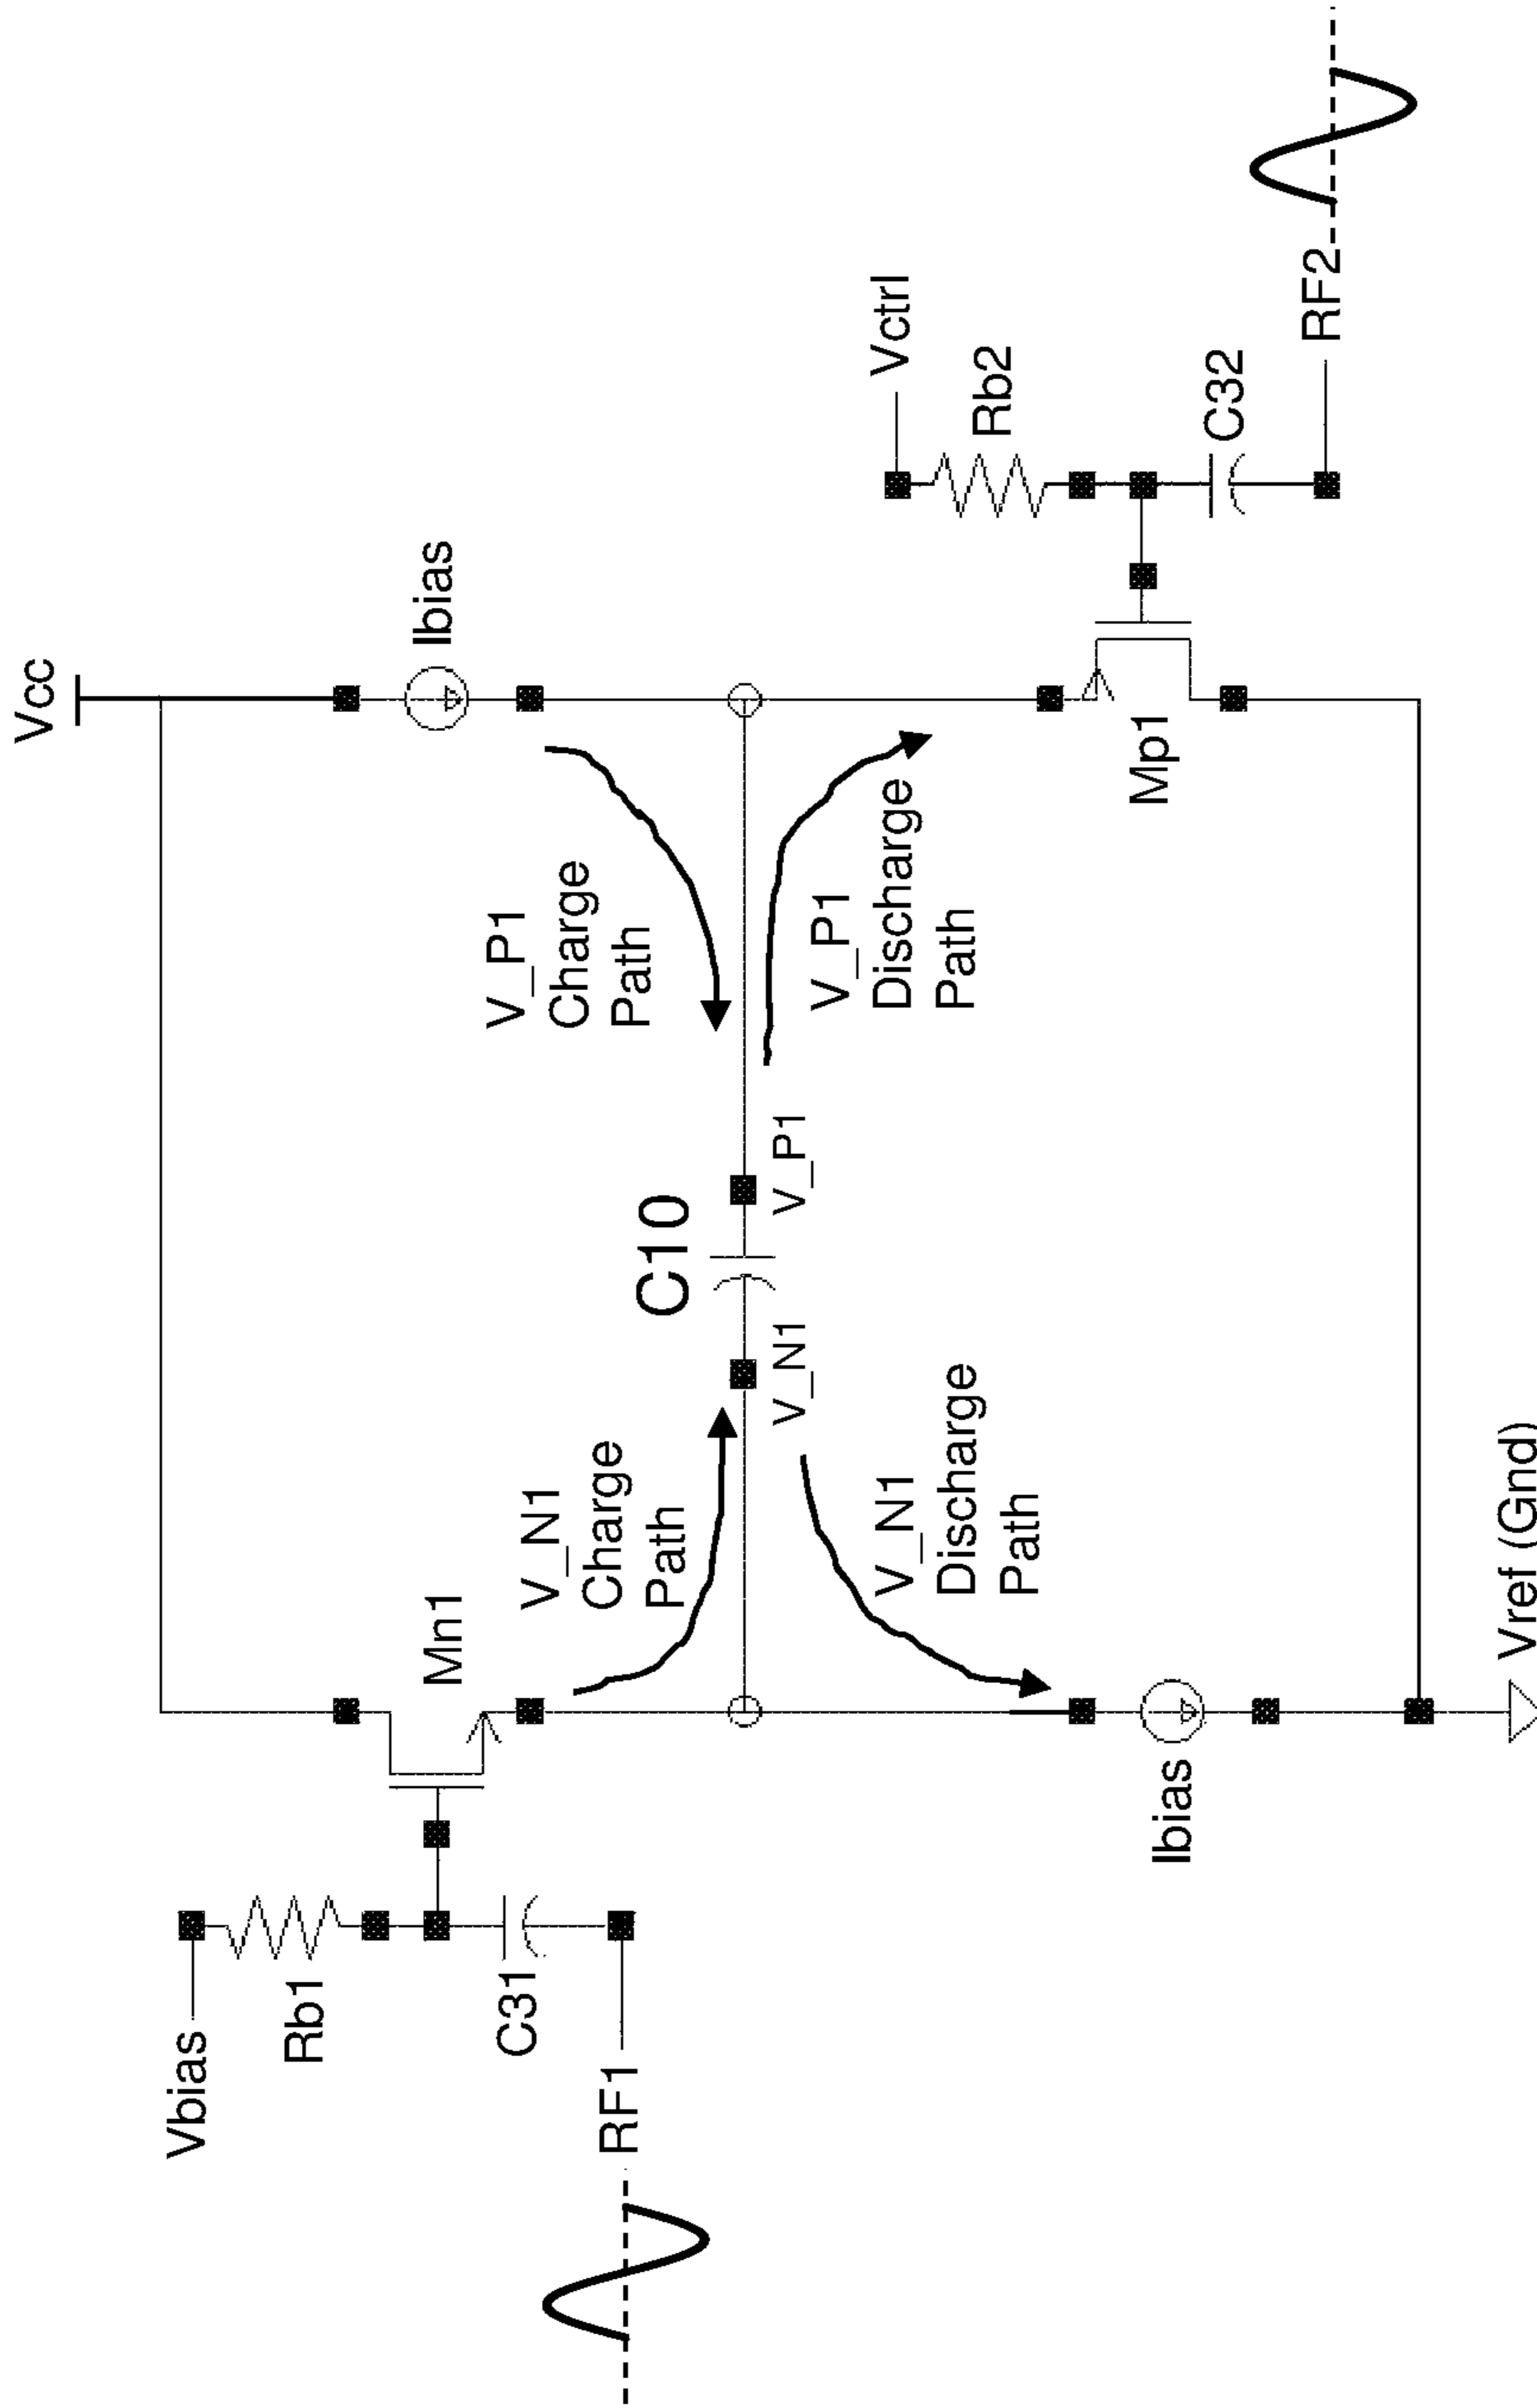 Vcc
Ibias
Vbias
Rb1
C31
RF1
Mn1
V_N1
Charge
Path
V_P1
Charge
Path
C10
V_N1
V_P1
V_N1
Discharge
Path
V_P1
Discharge
Path
Vctrl
Rb2
C32
RF2
Mp1
Ibias
Vref (Gnd)